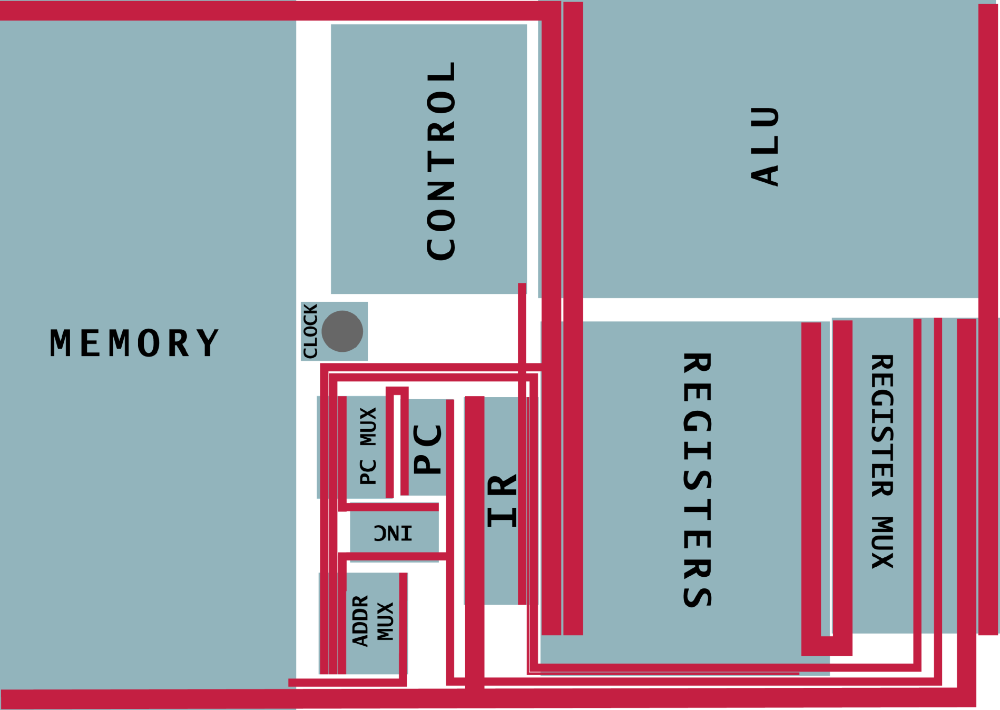 MEMORY
CONTROL
ALU
CLOCK
PC MUX
PC
IR
INC
ADDR
MUX
REGISTERS
REGISTER MUX